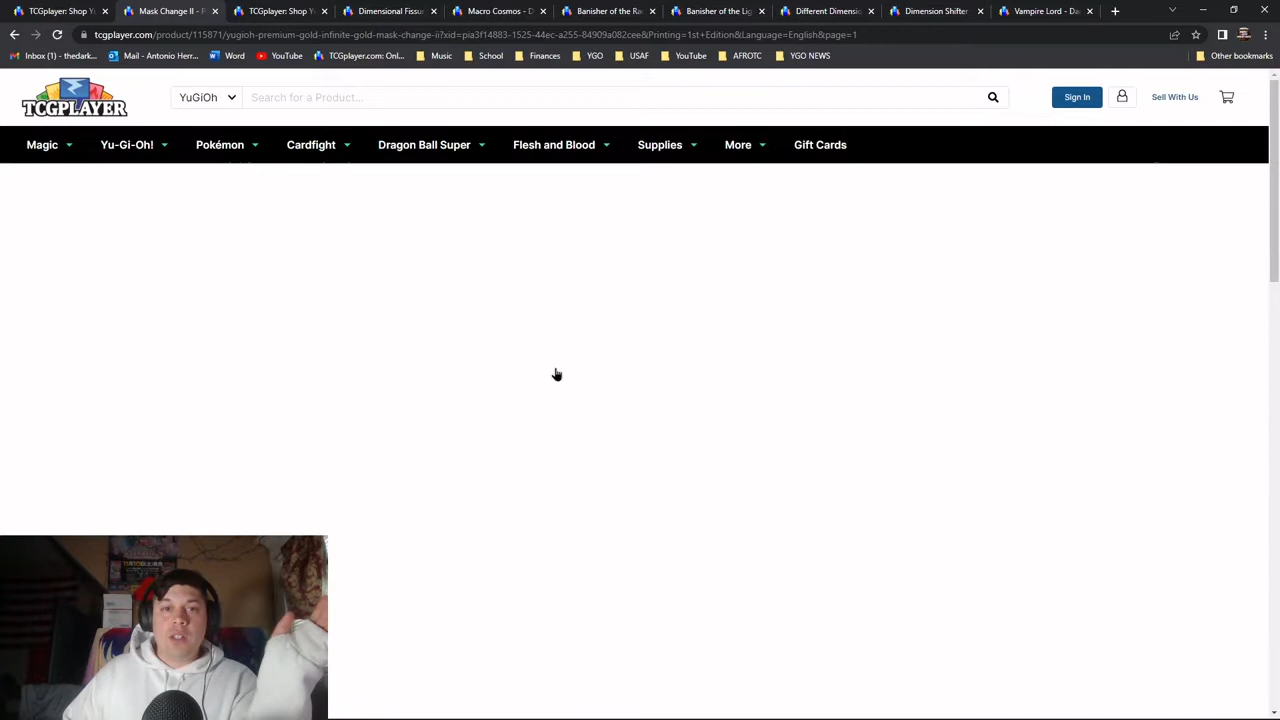 TCGplayer: Shop Y
Mask Change II - P
TCGplayer: Shop Y
Dimensional Fissu
Macro Cosmos - D
Banisher of the Ra
Banisher of the Lig
Different Dimensi
Dimension Shifter
Vampire Lord - Da
tcgplayer.com/product/115871/yugioh-premium-gold-infinite-gold-mask-change-ii?xid=pia3f14883-1525-44ec-a255-84909a082cee&Printing=1st+Edition&Language=English&page=1
Inbox (1) - thedark... Mail - Antonio Herr... Word YouTube TCGplayer.com: Onl... Music School Finances YGO USAF YouTube AFROTC YGO NEWS Other bookmarks
TCGPLAYER
YuGiOh Search for a Product... Sign In Sell With Us
Magic Yu-Gi-Oh! Pokémon Cardfight Dragon Ball Super Flesh and Blood Supplies More Gift Cards